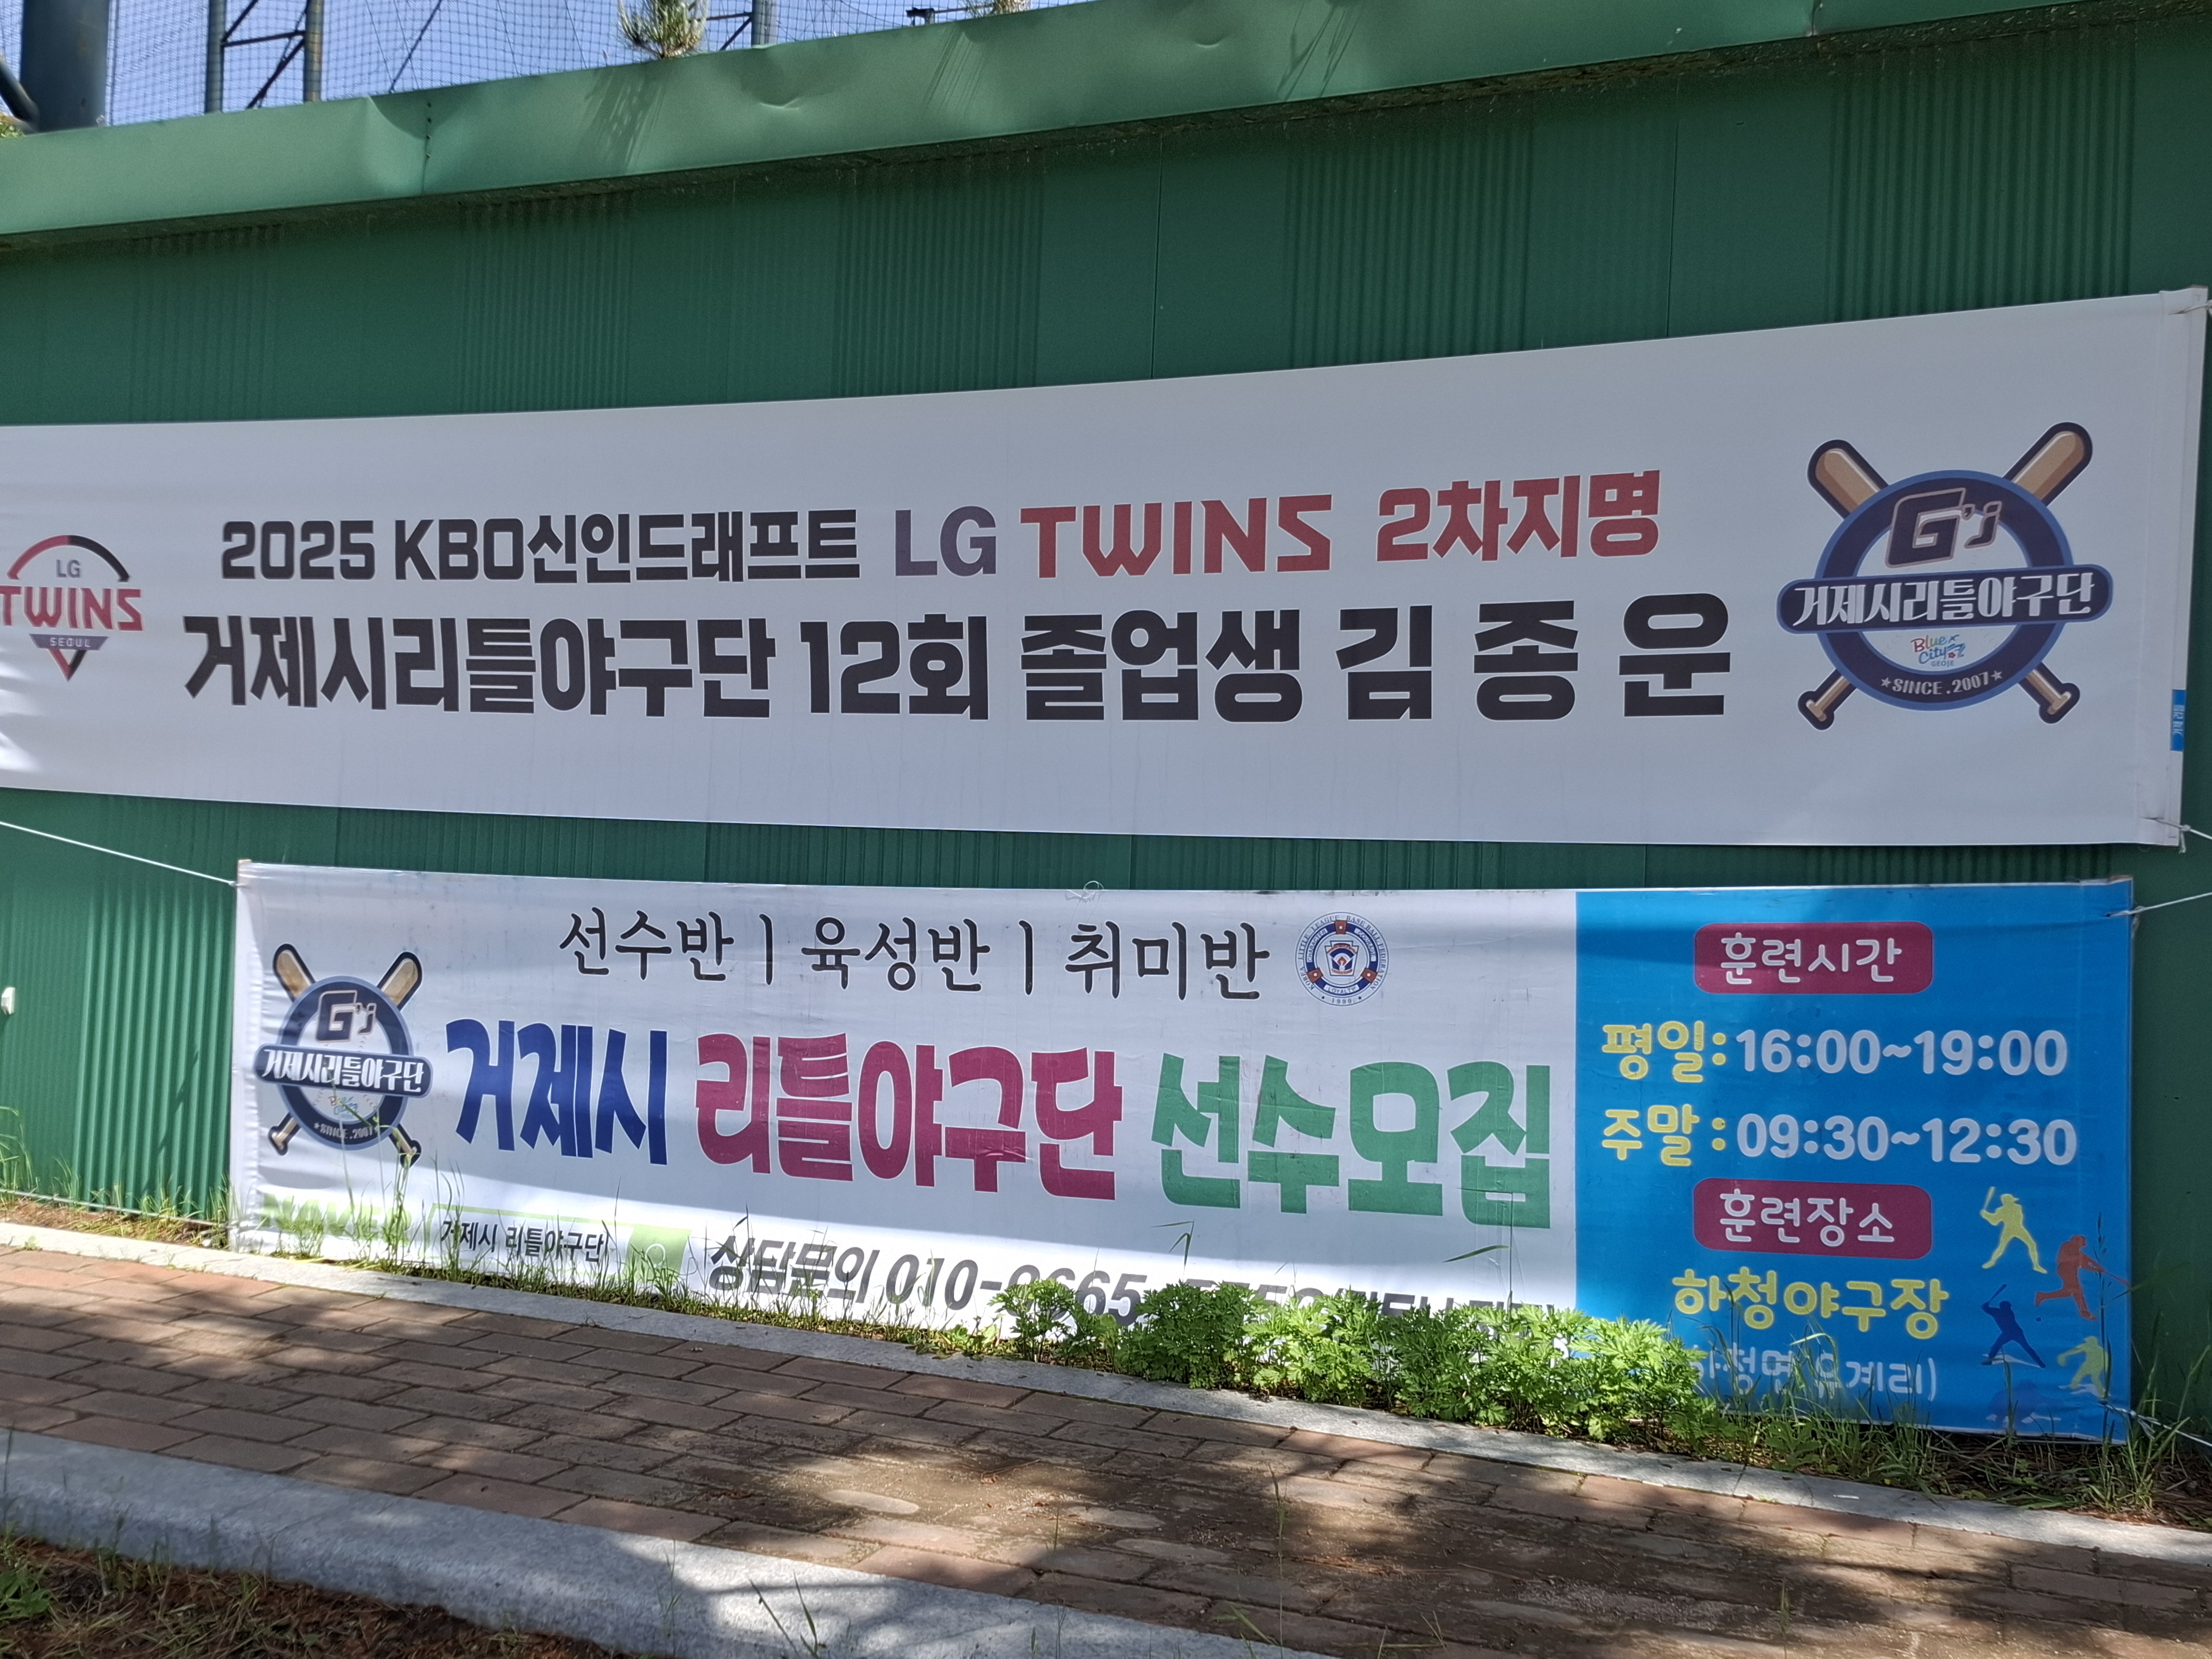 LG
TWINS
SEOUL
2025 KBO신인드래프트 LG TWINS 2차지명
거제시리틀야구단 12회 졸업생 김 종 운
G'j
거제시리틀야구단
Blue City
GEOJE
★SINCE.2007★
선수반 | 육성반 | 취미반
G'j
거제시리틀야구단
★SINCE.2007★
거제시 리틀야구단 선수모집
거제시 리틀야구단
상담문의 010-
훈련시간
평일:16:00~19:00
주말:09:30~12:30
훈련장소
하청야구장